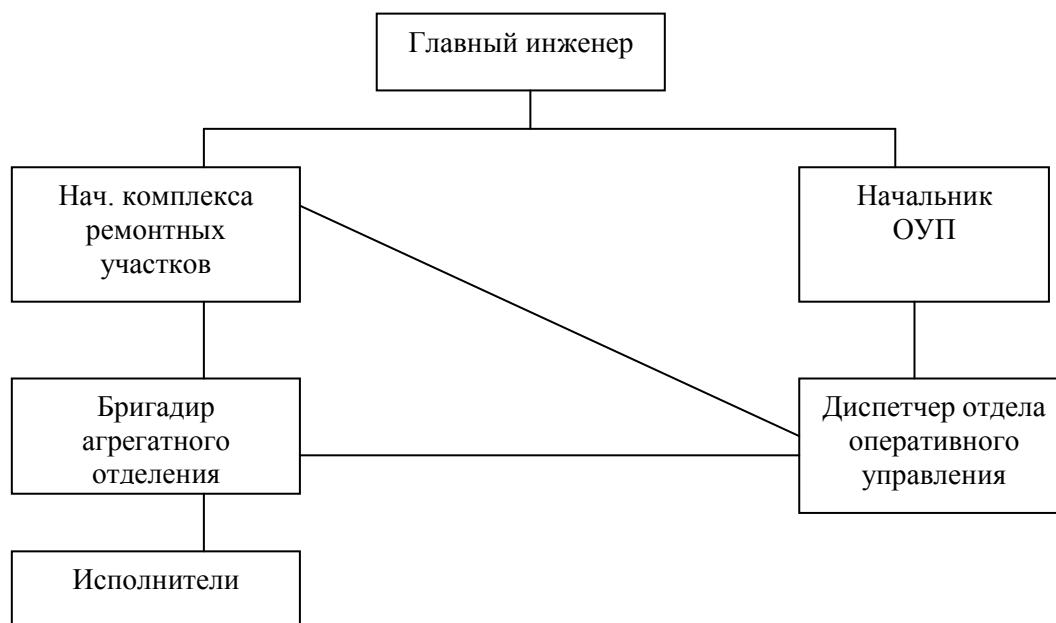 Главный инженер
Нач. комплекса
ремонтных
участков
Начальник
ОУП
Бригадир
агрегатного
отделения
Диспетчер отдела
оперативного
управления
Исполнители